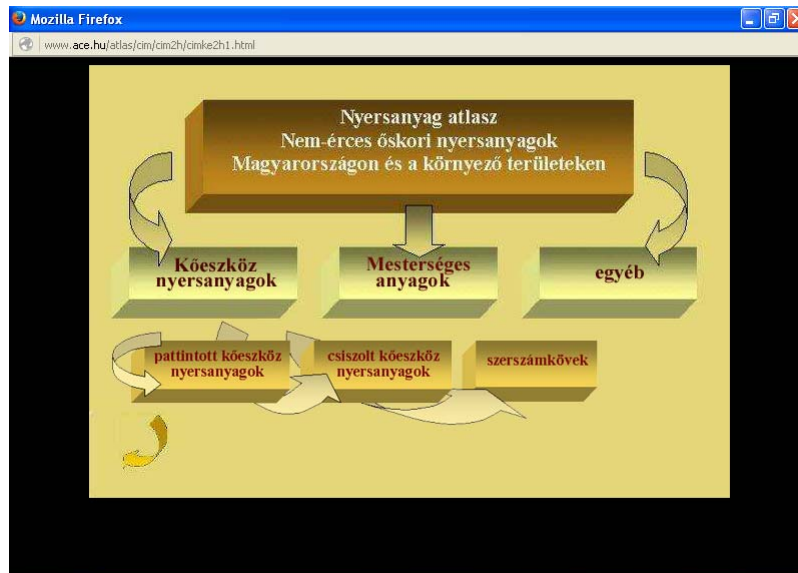 Mozilla Firefox
www.ace.hu/atlas/cim/cim2h/cimke2h1.html
Nyersanyag atlasz
Nem-érces őskori nyersanyagok
Magyarországon és a környező területeken
Kőeszköz
nyersanyagok
Mesterséges
anyagok
egyéb
pattintott kőeszköz
nyersanyagok
csiszolt kőeszköz
nyersanyagok
szerszámkövek